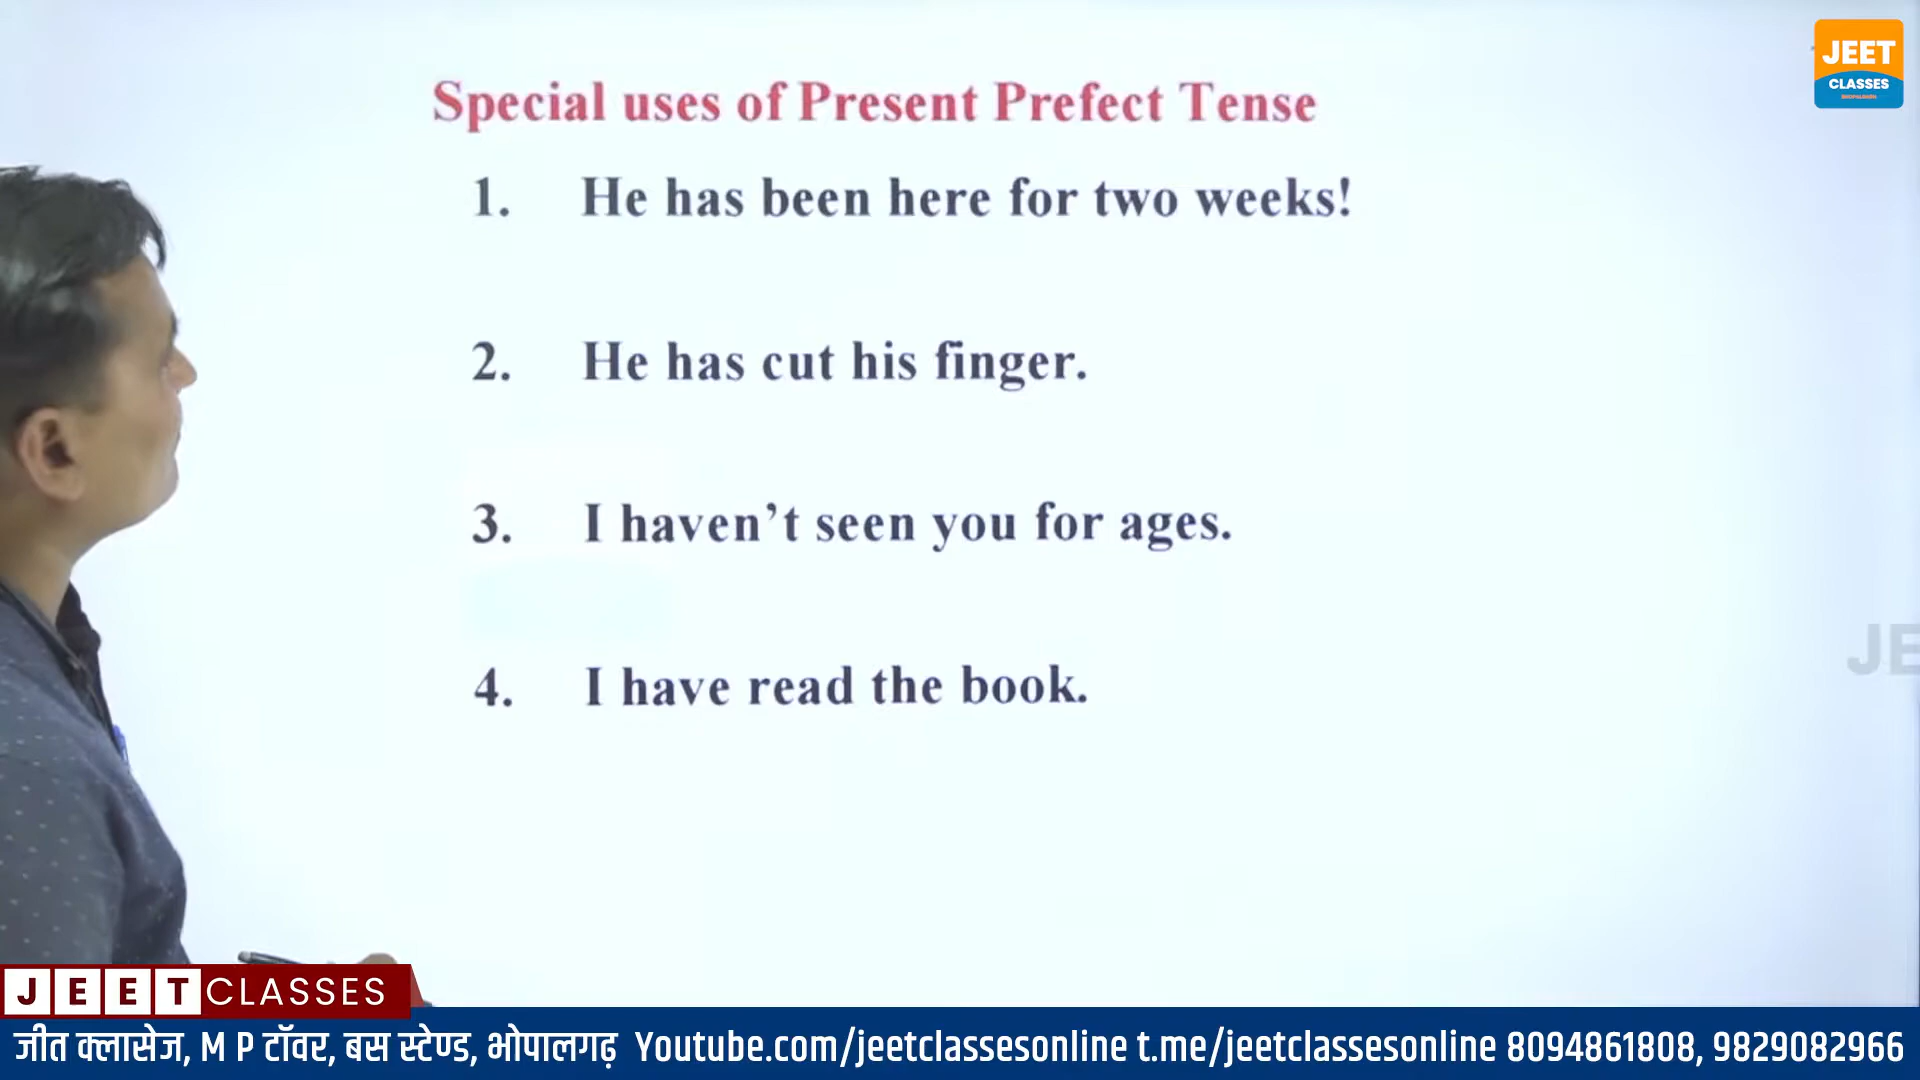 JEET
CLASSES
Special uses of Present Prefect Tense
1. He has been here for two weeks!
2. He has cut his finger.
3. I haven’t seen you for ages.
JE
4. I have read the book.
JEET CLASSES
जीत क्लासेज, M P टॉवर, बस स्टेण्ड, भोपालगढ़ Youtube.com/jeetclassesonline t.me/jeetclassesonline 8094861808, 9829082966